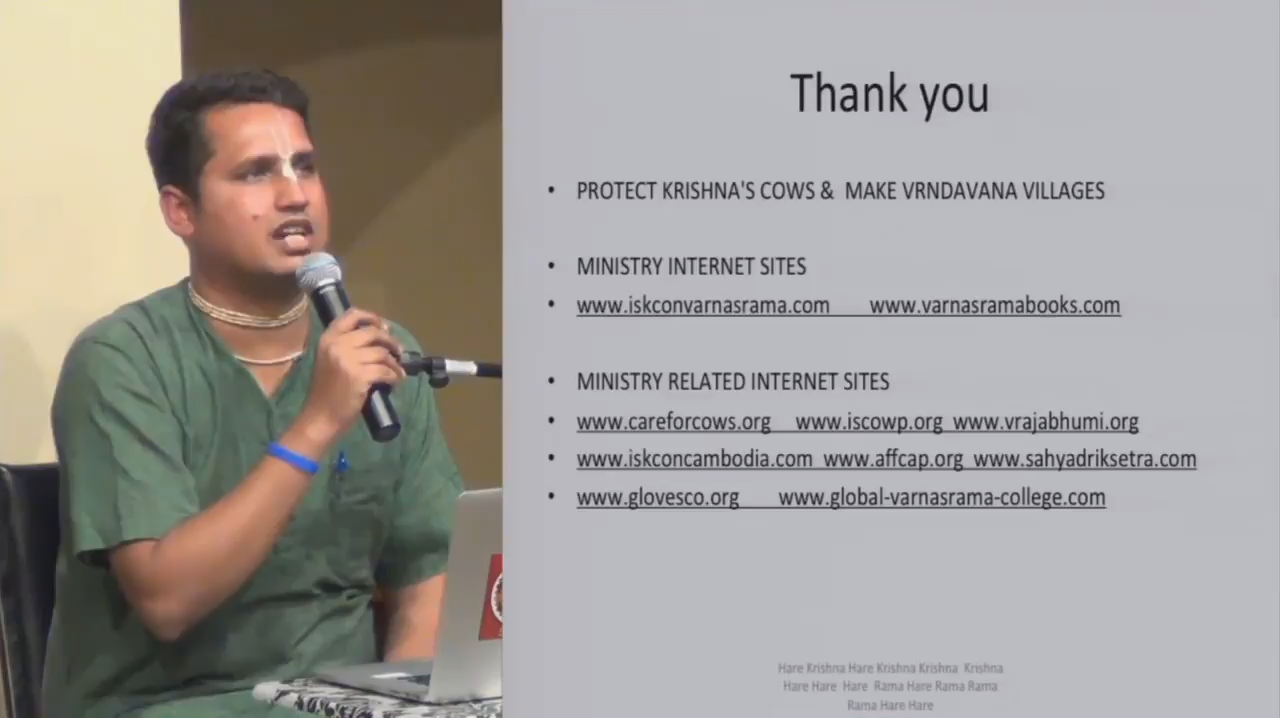 Thank you
• PROTECT KRISHNA'S COWS & MAKE VRNDAVANA VILLAGES
• MINISTRY INTERNET SITES
• www.iskconvarnasrama.com www.varnasramabooks.com
• MINISTRY RELATED INTERNET SITES
• www.careforcows.org www.iscowp.org www.vrajabhumi.org
• www.iskconcambodia.com www.affcap.org www.sahyadriksetra.com
• www.glovesco.org www.global-varnasrama-college.com
Hare Krishna Hare Krishna Krishna Krishna
Hare Hare Hare Rama Hare Rama Rama
Rama Hare Hare